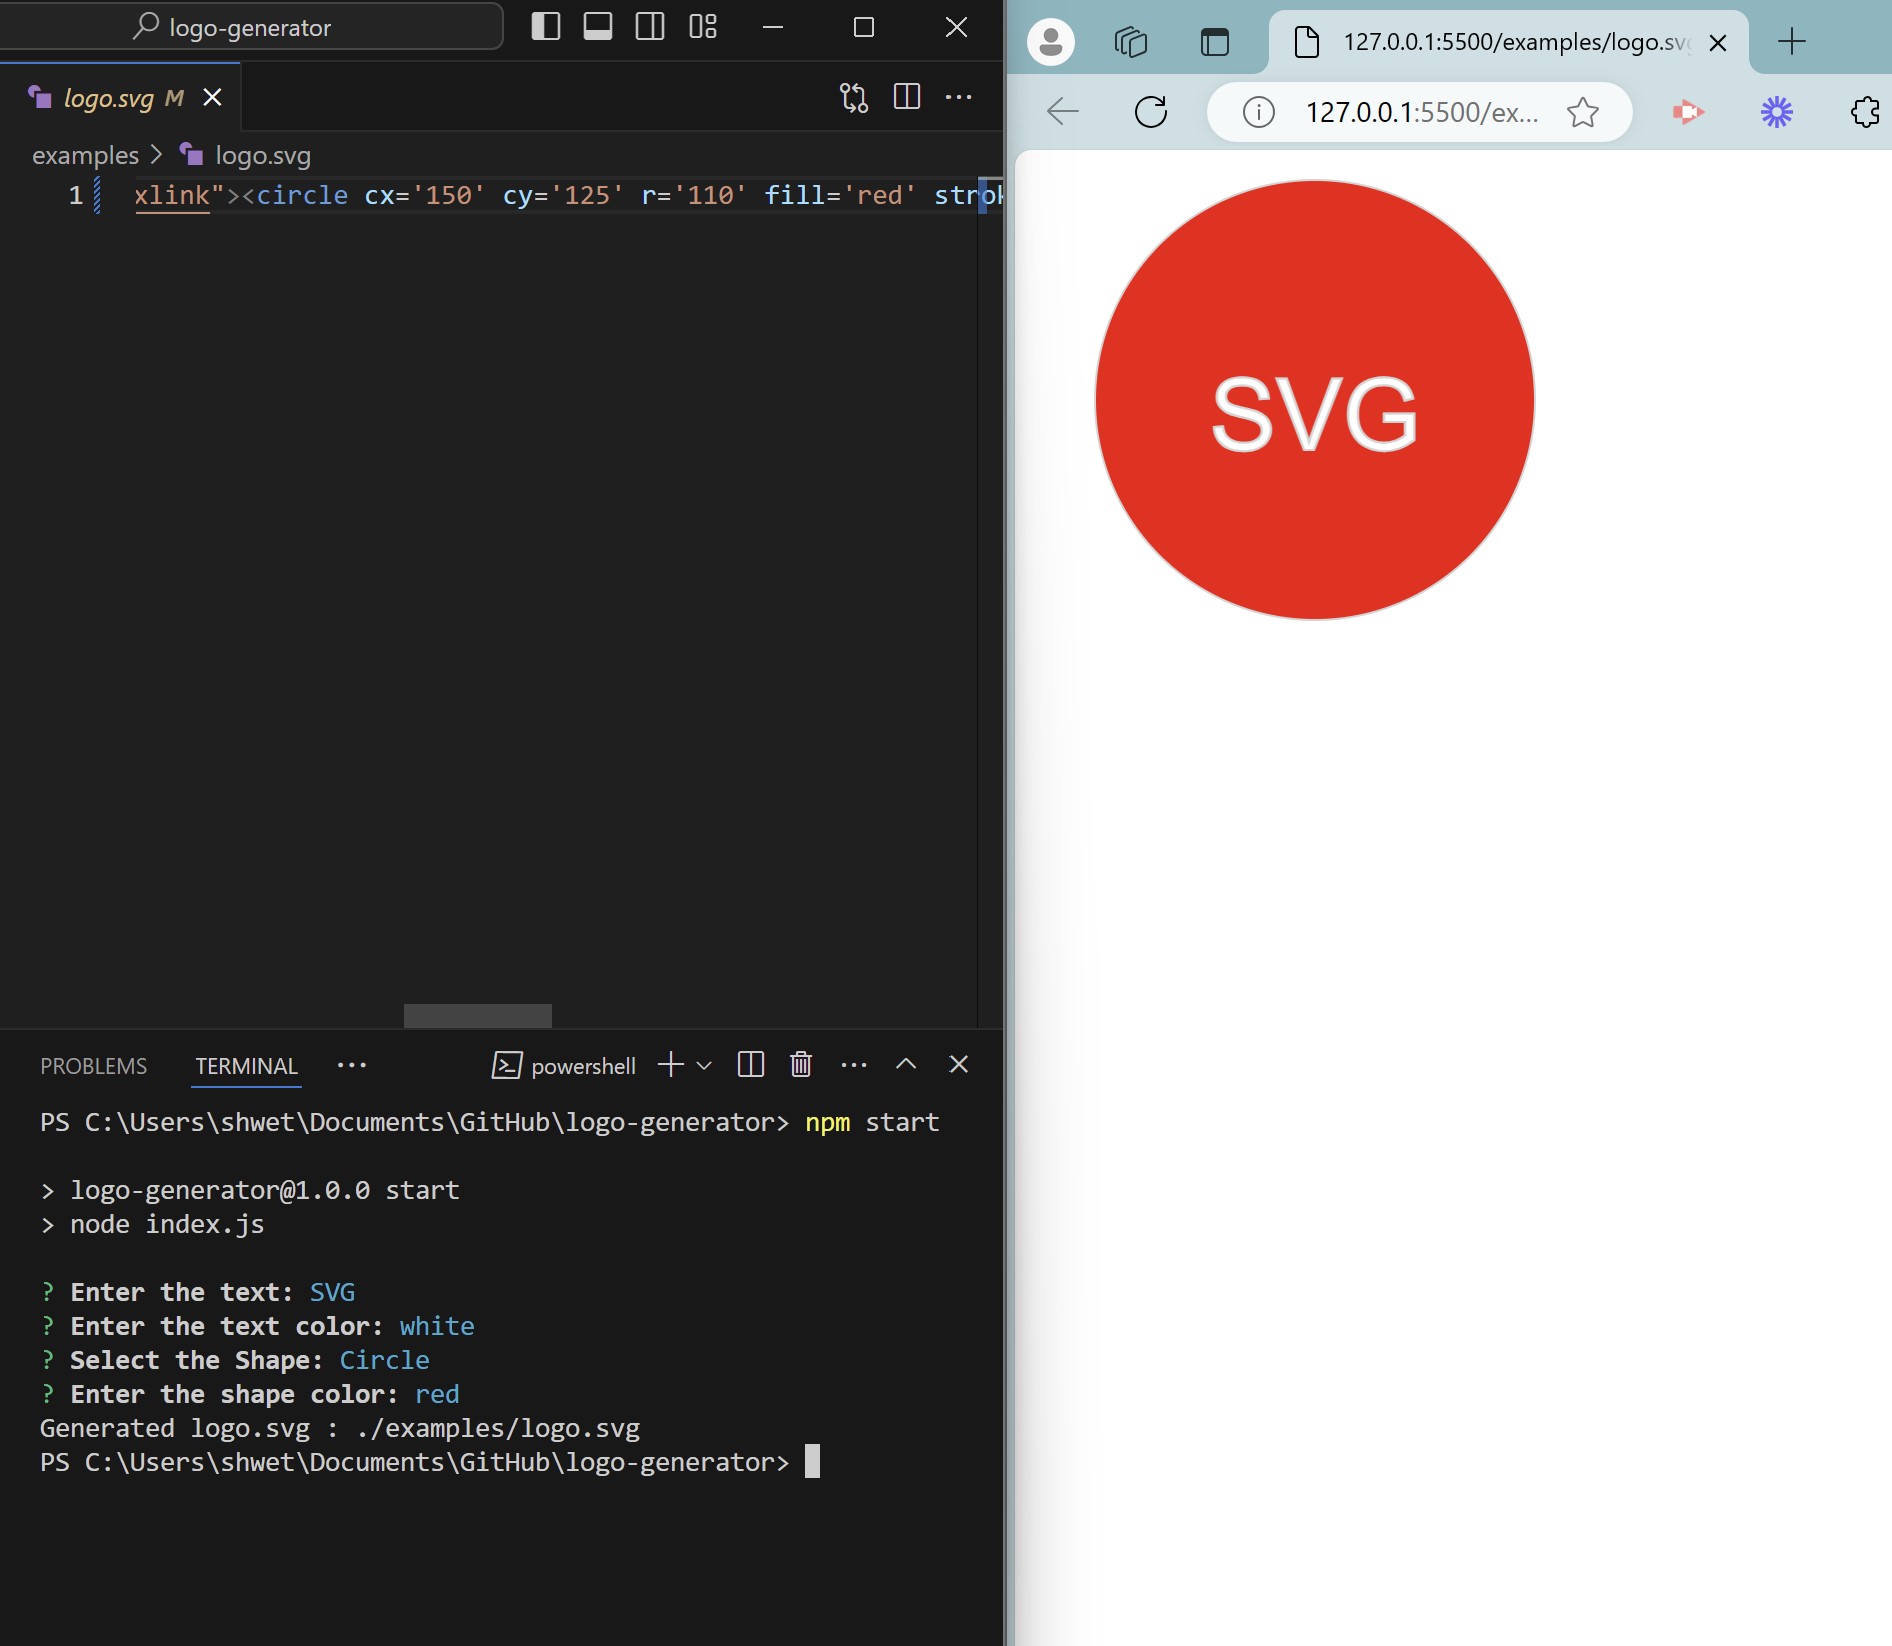 logo-generator
logo.svg M
examples > logo.svg
1 xlink"><circle cx='150' cy='125' r='110' fill='red' strok
PROBLEMS TERMINAL ... powershell
PS C:\Users\shwet\Documents\GitHub\logo-generator> npm start
> logo-generator@1.0.0 start
> node index.js
? Enter the text: SVG
? Enter the text color: white
? Select the Shape: Circle
? Enter the shape color: red
Generated logo.svg : ./examples/logo.svg
PS C:\Users\shwet\Documents\GitHub\logo-generator>
127.0.0.1:5500/examples/logo.svg
127.0.0.1:5500/ex...
SVG